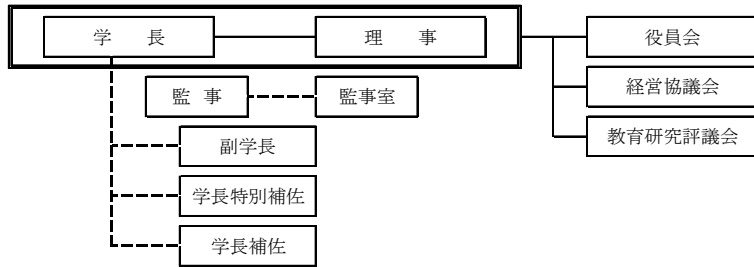 学　長
理　事
役員会
経営協議会
教育研究評議会
監　事
監事室
副学長
学長特別補佐
学長補佐